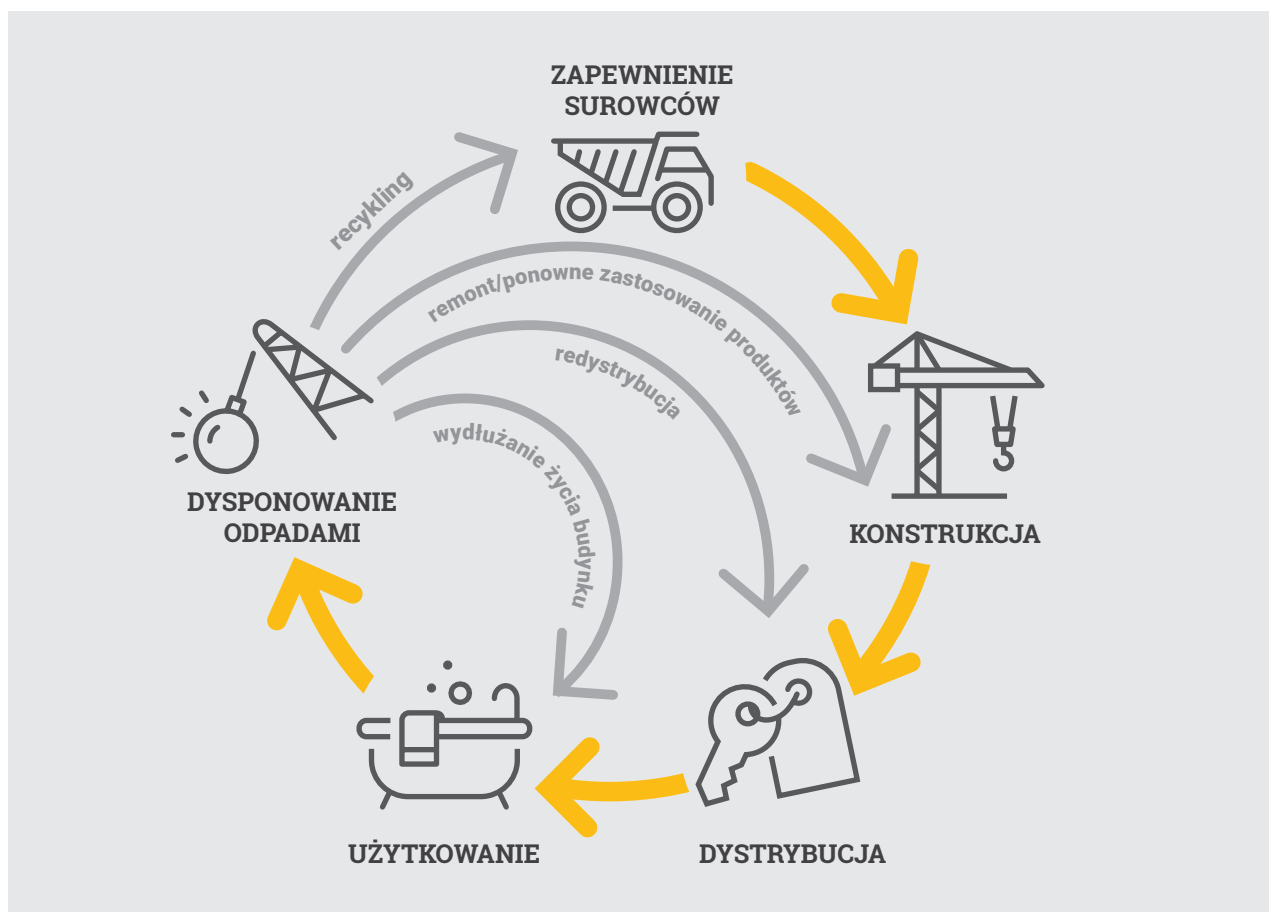 ZAPEWNIENIE
SUROWCÓW
recykling
remont/ponowne zastosowanie produktów
redystrybucja
wydłużanie życia budynku
DYSPONOWANIE
ODPADAMI
KONSTRUKCJA
UŻYTKOWANIE
DYSTRYBUCJA